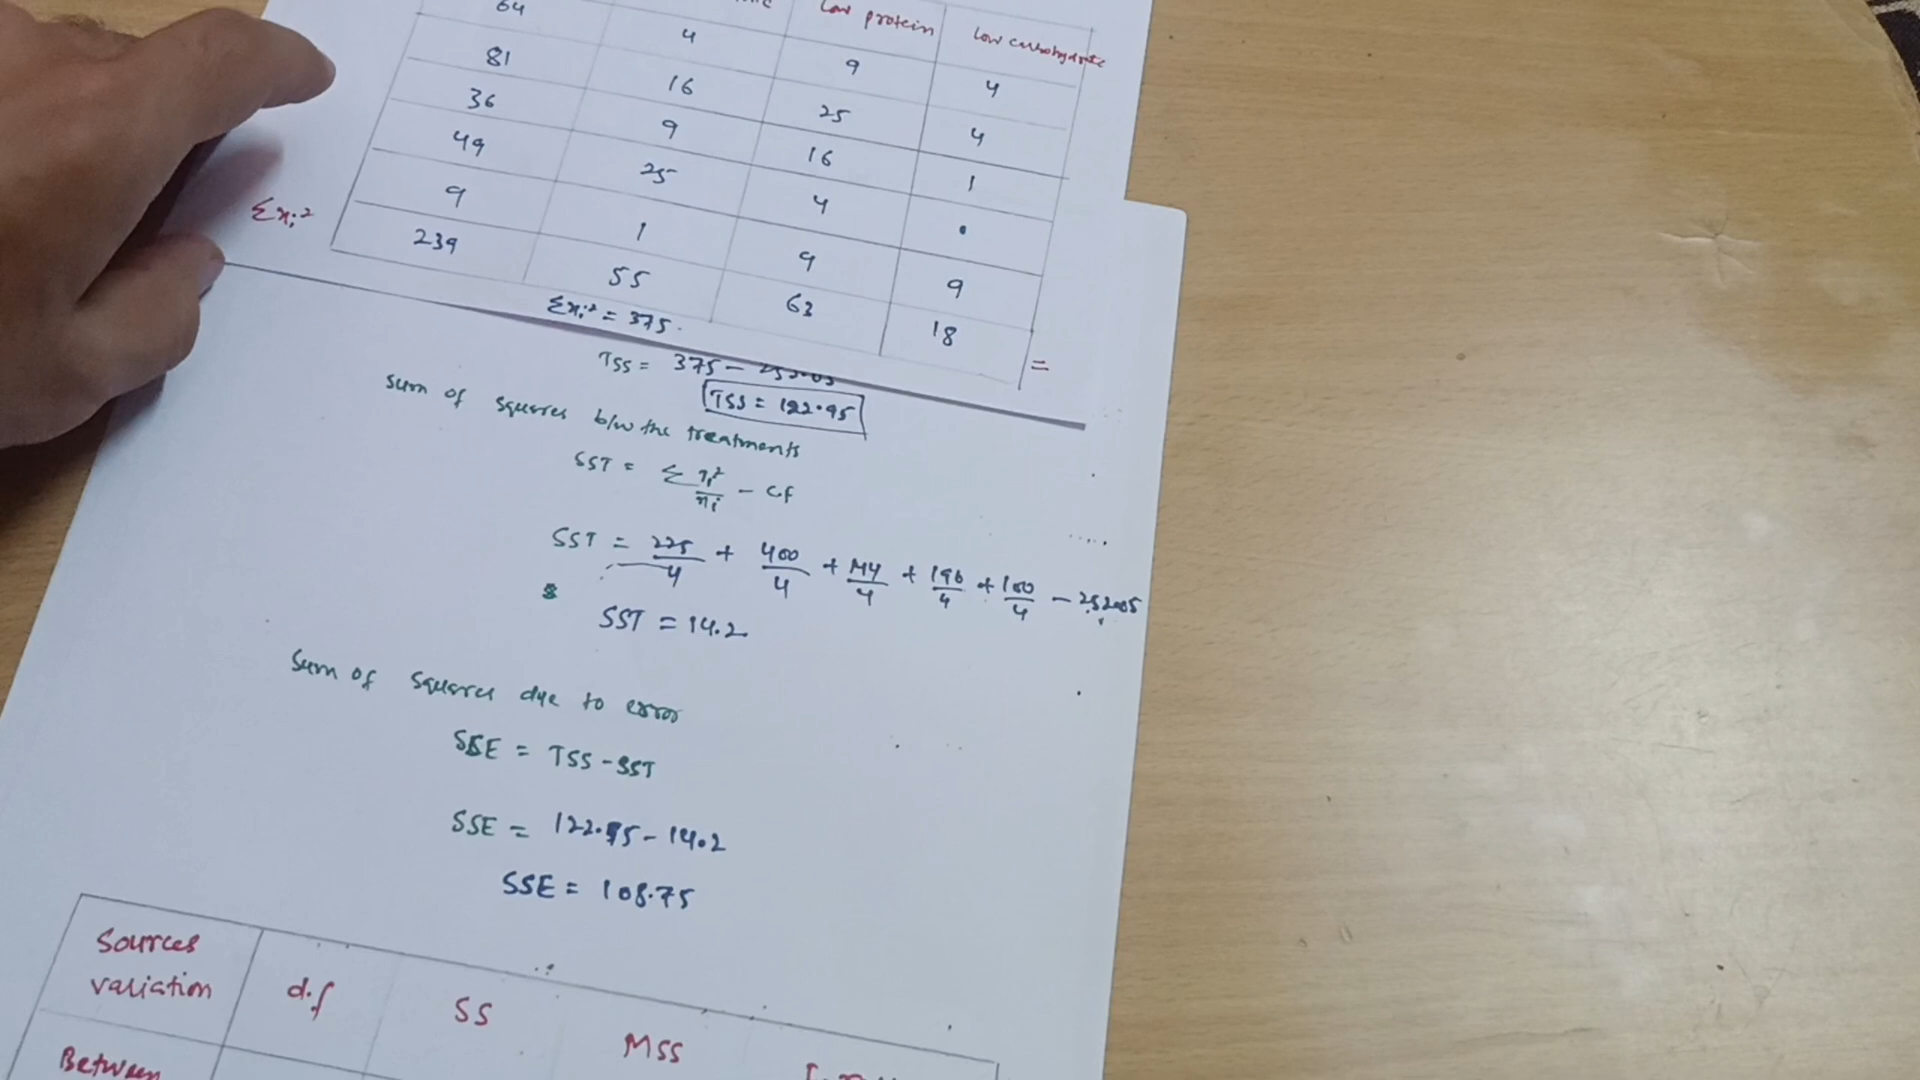 low protein low carbohydrate
64 4 9 4
81 16 25 4
36 9 16 1
49 25 4 •
9 1 9 9
Σxi² 239 55 63 18 =
Σxi² = 375.
TSS = 375 -
TSS = 122.95
sum of squares b/w the treatments
SST = Σ Ti²/ni - CF
SST = 225/4 + 400/4 + 144/4 + 196/4 + 100/4 - 252.05
SST = 14.2
Sum of squares due to error
SSE = TSS - SST
SSE = 122.95 - 14.2
SSE = 108.75
Sources variation d.f SS MSS
Between